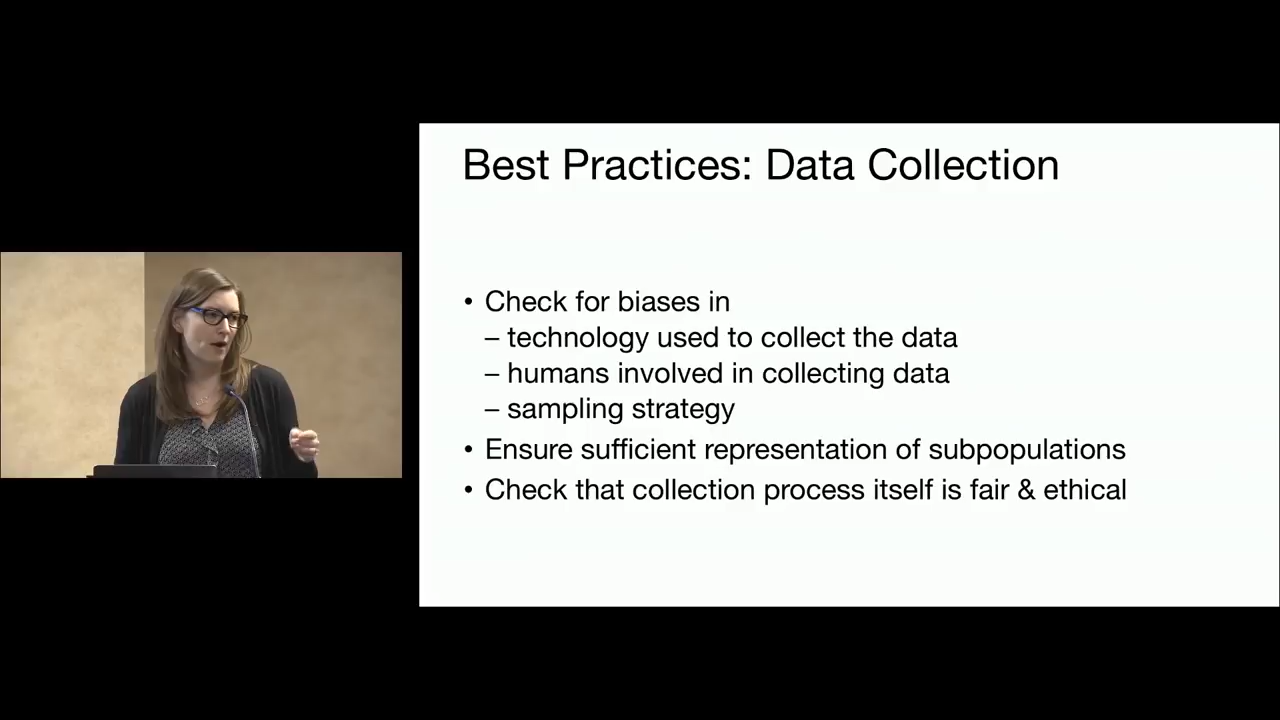 Best Practices: Data Collection
• Check for biases in
– technology used to collect the data
– humans involved in collecting data
– sampling strategy
• Ensure sufficient representation of subpopulations
• Check that collection process itself is fair & ethical